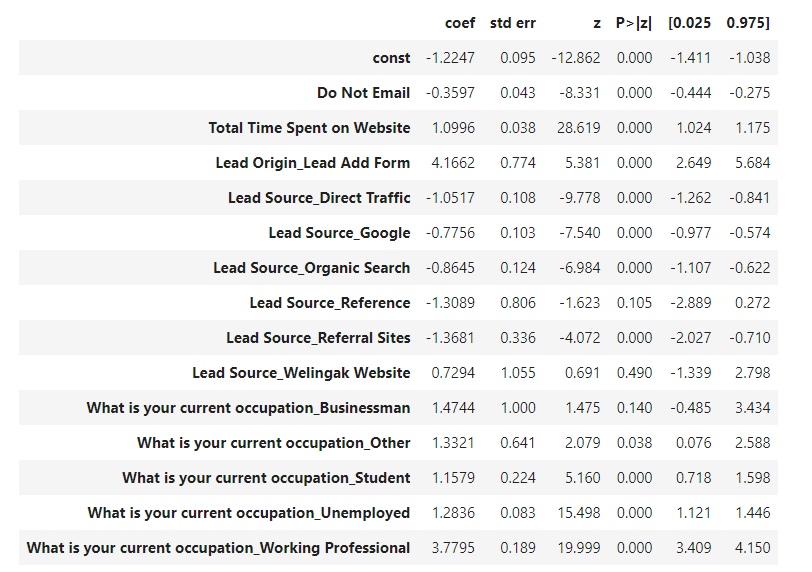 coef std err z P>|z| [0.025 0.975]
const -1.2247 0.095 -12.862 0.000 -1.411 -1.038
Do Not Email -0.3597 0.043 -8.331 0.000 -0.444 -0.275
Total Time Spent on Website 1.0996 0.038 28.619 0.000 1.024 1.175
Lead Origin_Lead Add Form 4.1662 0.774 5.381 0.000 2.649 5.684
Lead Source_Direct Traffic -1.0517 0.108 -9.778 0.000 -1.262 -0.841
Lead Source_Google -0.7756 0.103 -7.540 0.000 -0.977 -0.574
Lead Source_Organic Search -0.8645 0.124 -6.984 0.000 -1.107 -0.622
Lead Source_Reference -1.3089 0.806 -1.623 0.105 -2.889 0.272
Lead Source_Referral Sites -1.3681 0.336 -4.072 0.000 -2.027 -0.710
Lead Source_Welingak Website 0.7294 1.055 0.691 0.490 -1.339 2.798
What is your current occupation_Businessman 1.4744 1.000 1.475 0.140 -0.485 3.434
What is your current occupation_Other 1.3321 0.641 2.079 0.038 0.076 2.588
What is your current occupation_Student 1.1579 0.224 5.160 0.000 0.718 1.598
What is your current occupation_Unemployed 1.2836 0.083 15.498 0.000 1.121 1.446
What is your current occupation_Working Professional 3.7795 0.189 19.999 0.000 3.409 4.150